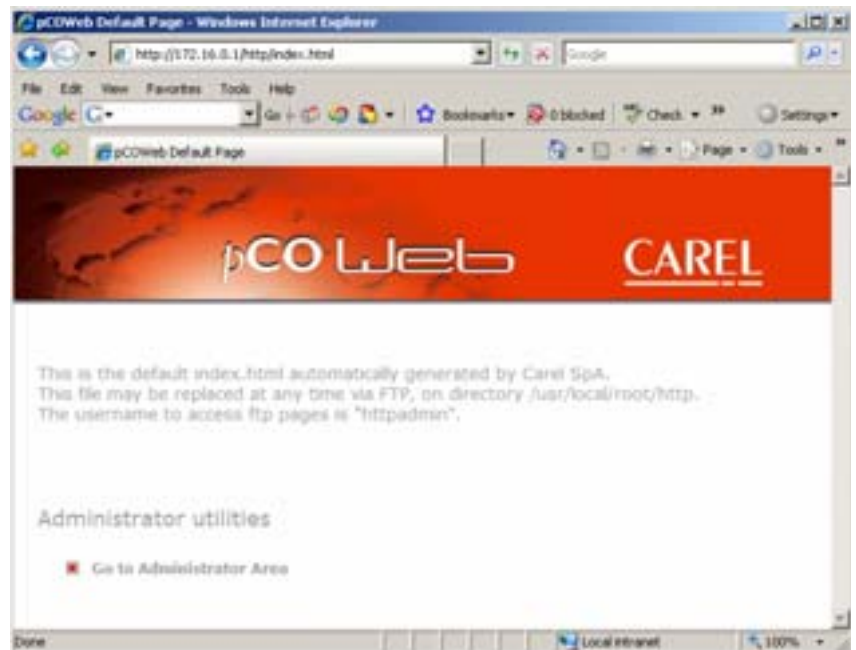 pCOWeb Default Page - Windows Internet Explorer
http://172.16.0.1/http/index.html
Google
File Edit View Favorites Tools Help
Google G Go Bookmarks 0 blocked Check Settings
pCOWeb Default Page Page Tools
pCO Web CAREL
This is the default index.html automatically generated by Carel SpA.
This file may be replaced at any time via FTP, on directory /usr/local/root/http.
The username to access ftp pages is "httpadmin".
Administrator utilities
Go to Administrator Area
Done Local intranet 100%